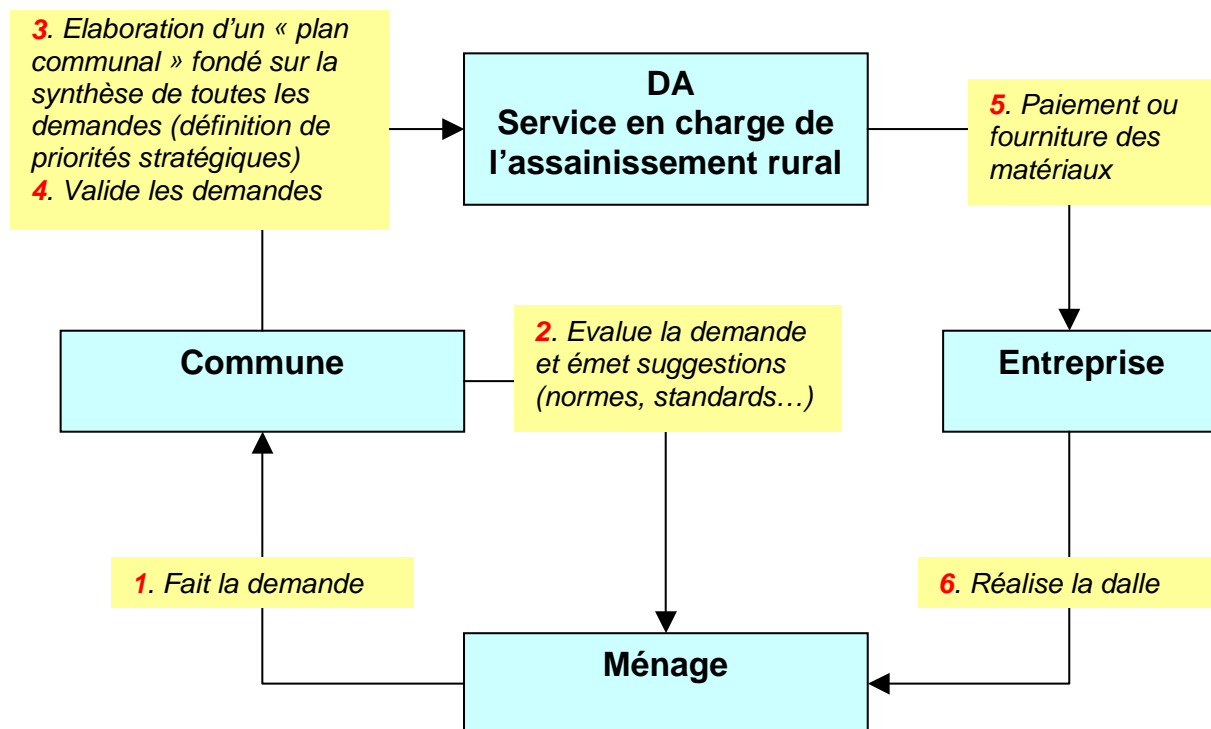 3. Elaboration d'un « plan
communal » fondé sur la
synthèse de toutes les
demandes (définition de
priorités stratégiques)
4. Valide les demandes
DA
Service en charge de
l'assainissement rural
5. Paiement ou
fourniture des
matériaux
Commune
2. Evalue la demande
et émet suggestions
(normes, standards…)
Entreprise
1. Fait la demande
6. Réalise la dalle
Ménage